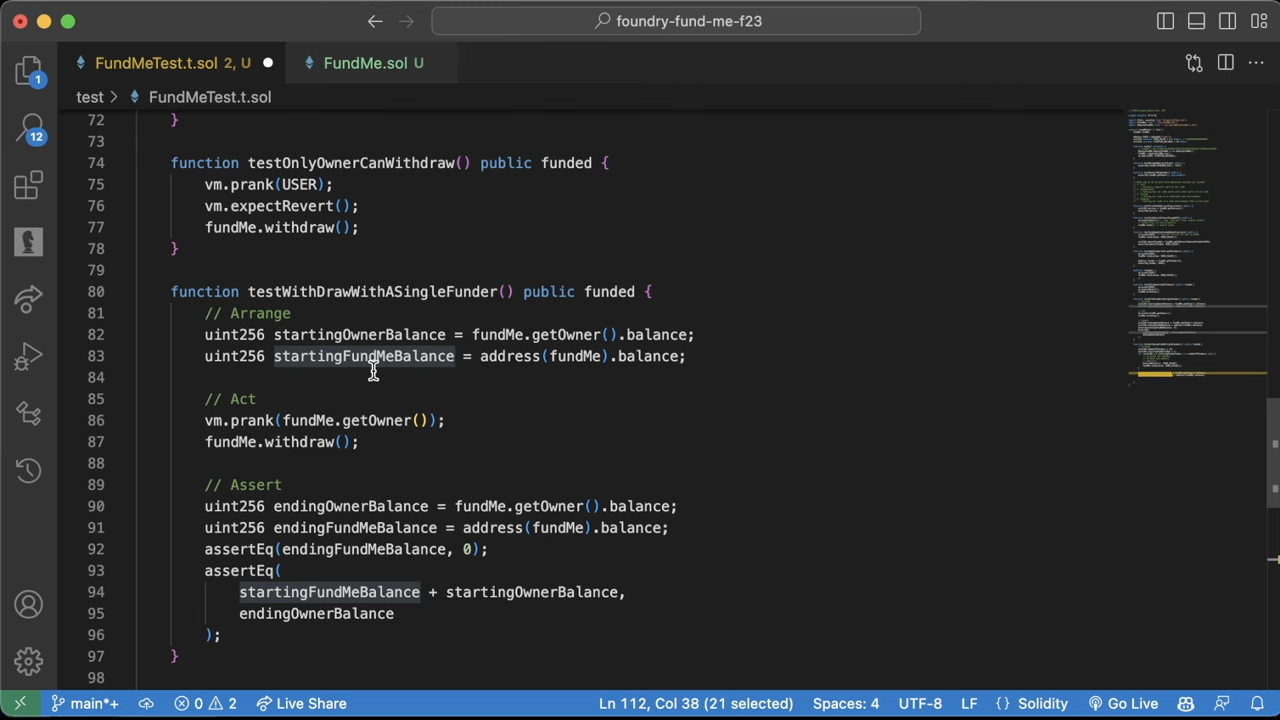 foundry-fund-me-f23
FundMeTest.t.sol 2, U
FundMe.sol U
test > FundMeTest.t.sol
1
12
72 }
73
74 function testOnlyOwnerCanWithdraw() public funded {
75 vm.prank(USER);
76 vm.expectRevert();
77 fundMe.withdraw();
78 }
79
80 function testWithDrawWithASingleFunder() public funded {
81 // Arrange
82 uint256 startingOwnerBalance = fundMe.getOwner().balance;
83 uint256 startingFundMeBalance = address(fundMe).balance;
84
85 // Act
86 vm.prank(fundMe.getOwner());
87 fundMe.withdraw();
88
89 // Assert
90 uint256 endingOwnerBalance = fundMe.getOwner().balance;
91 uint256 endingFundMeBalance = address(fundMe).balance;
92 assertEq(endingFundMeBalance, 0);
93 assertEq(
94 startingFundMeBalance + startingOwnerBalance,
95 endingOwnerBalance
96 );
97 }
98
main*+ 0 2 Live Share Ln 112, Col 38 (21 selected) Spaces: 4 UTF-8 LF {} Solidity Go Live